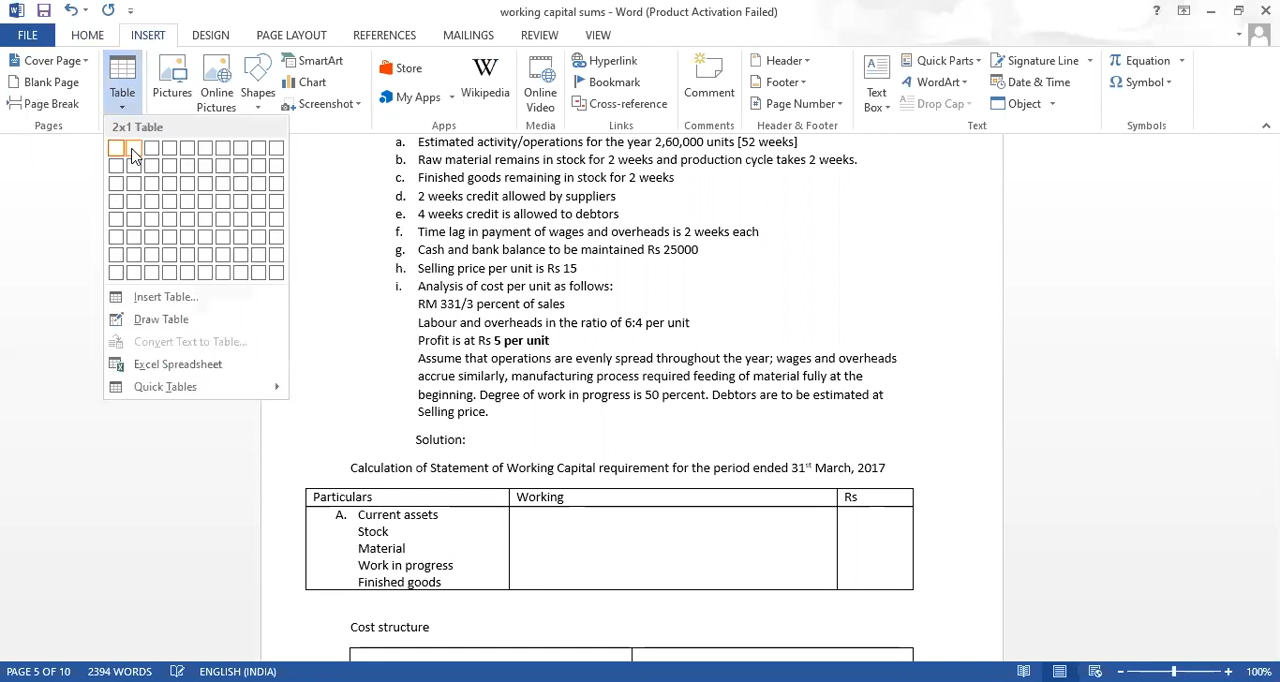 working capital sums - Word (Product Activation Failed)
FILE HOME INSERT DESIGN PAGE LAYOUT REFERENCES MAILINGS REVIEW VIEW
Cover Page
Blank Page
Page Break
Pages
Table
Pictures
Online Pictures
Shapes
SmartArt
Chart
Screenshot
Store
My Apps
Wikipedia
Apps
Online Video
Media
Hyperlink
Bookmark
Cross-reference
Links
Comment
Comments
Header
Footer
Page Number
Header & Footer
Text Box
Quick Parts
WordArt
Drop Cap
Signature Line
Date & Time
Object
Text
Equation
Symbol
Symbols
2x1 Table
Insert Table...
Draw Table
Convert Text to Table...
Excel Spreadsheet
Quick Tables
a. Estimated activity/operations for the year 2,60,000 units [52 weeks]
b. Raw material remains in stock for 2 weeks and production cycle takes 2 weeks.
c. Finished goods remaining in stock for 2 weeks
d. 2 weeks credit allowed by suppliers
e. 4 weeks credit is allowed to debtors
f. Time lag in payment of wages and overheads is 2 weeks each
g. Cash and bank balance to be maintained Rs 25000
h. Selling price per unit is Rs 15
i. Analysis of cost per unit as follows:
RM 331/3 percent of sales
Labour and overheads in the ratio of 6:4 per unit
Profit is at Rs 5 per unit
Assume that operations are evenly spread throughout the year; wages and overheads
accrue similarly, manufacturing process required feeding of material fully at the
beginning. Degree of work in progress is 50 percent. Debtors are to be estimated at
Selling price.
Solution:
Calculation of Statement of Working Capital requirement for the period ended 31st March, 2017
Particulars Working Rs
A. Current assets
Stock
Material
Work in progress
Finished goods
Cost structure
PAGE 5 OF 10 2394 WORDS ENGLISH (INDIA) 100%